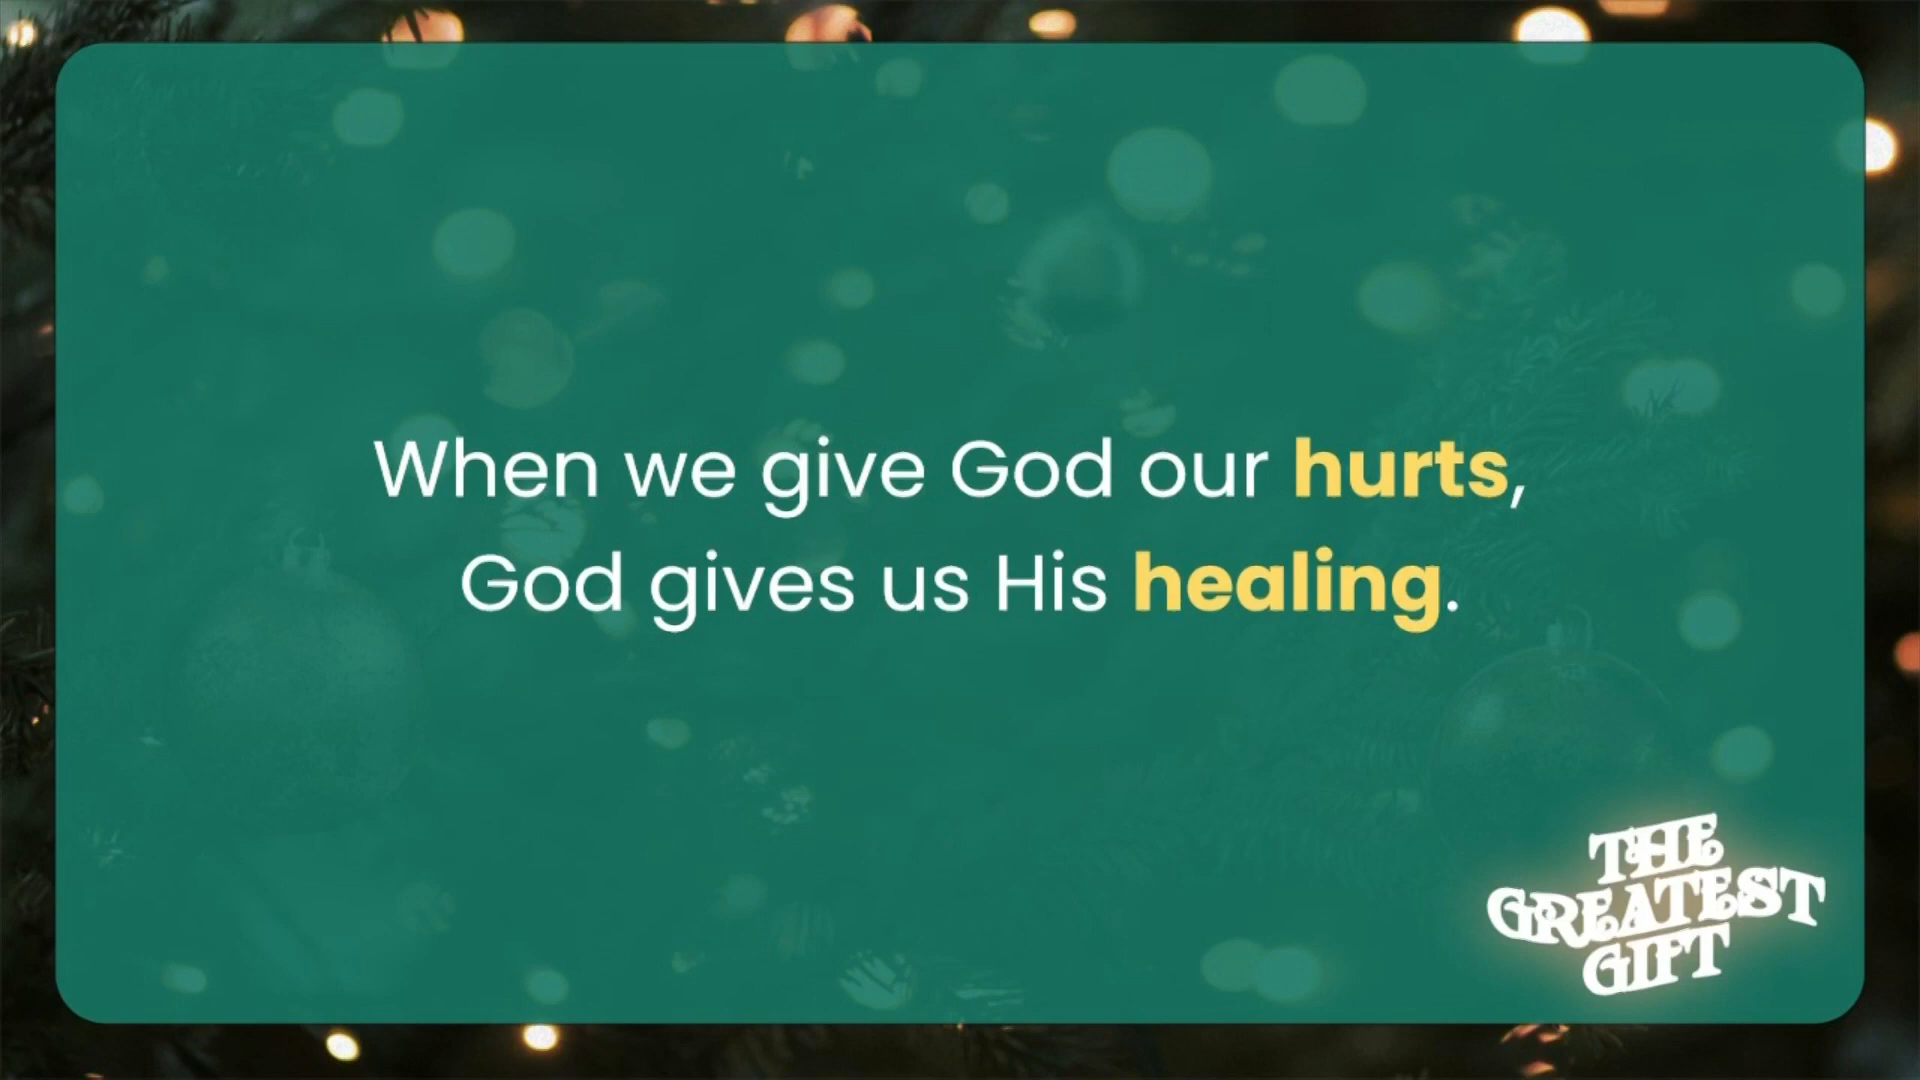 When we give God our hurts,
God gives us His healing.
THE
GREATEST
GIFT